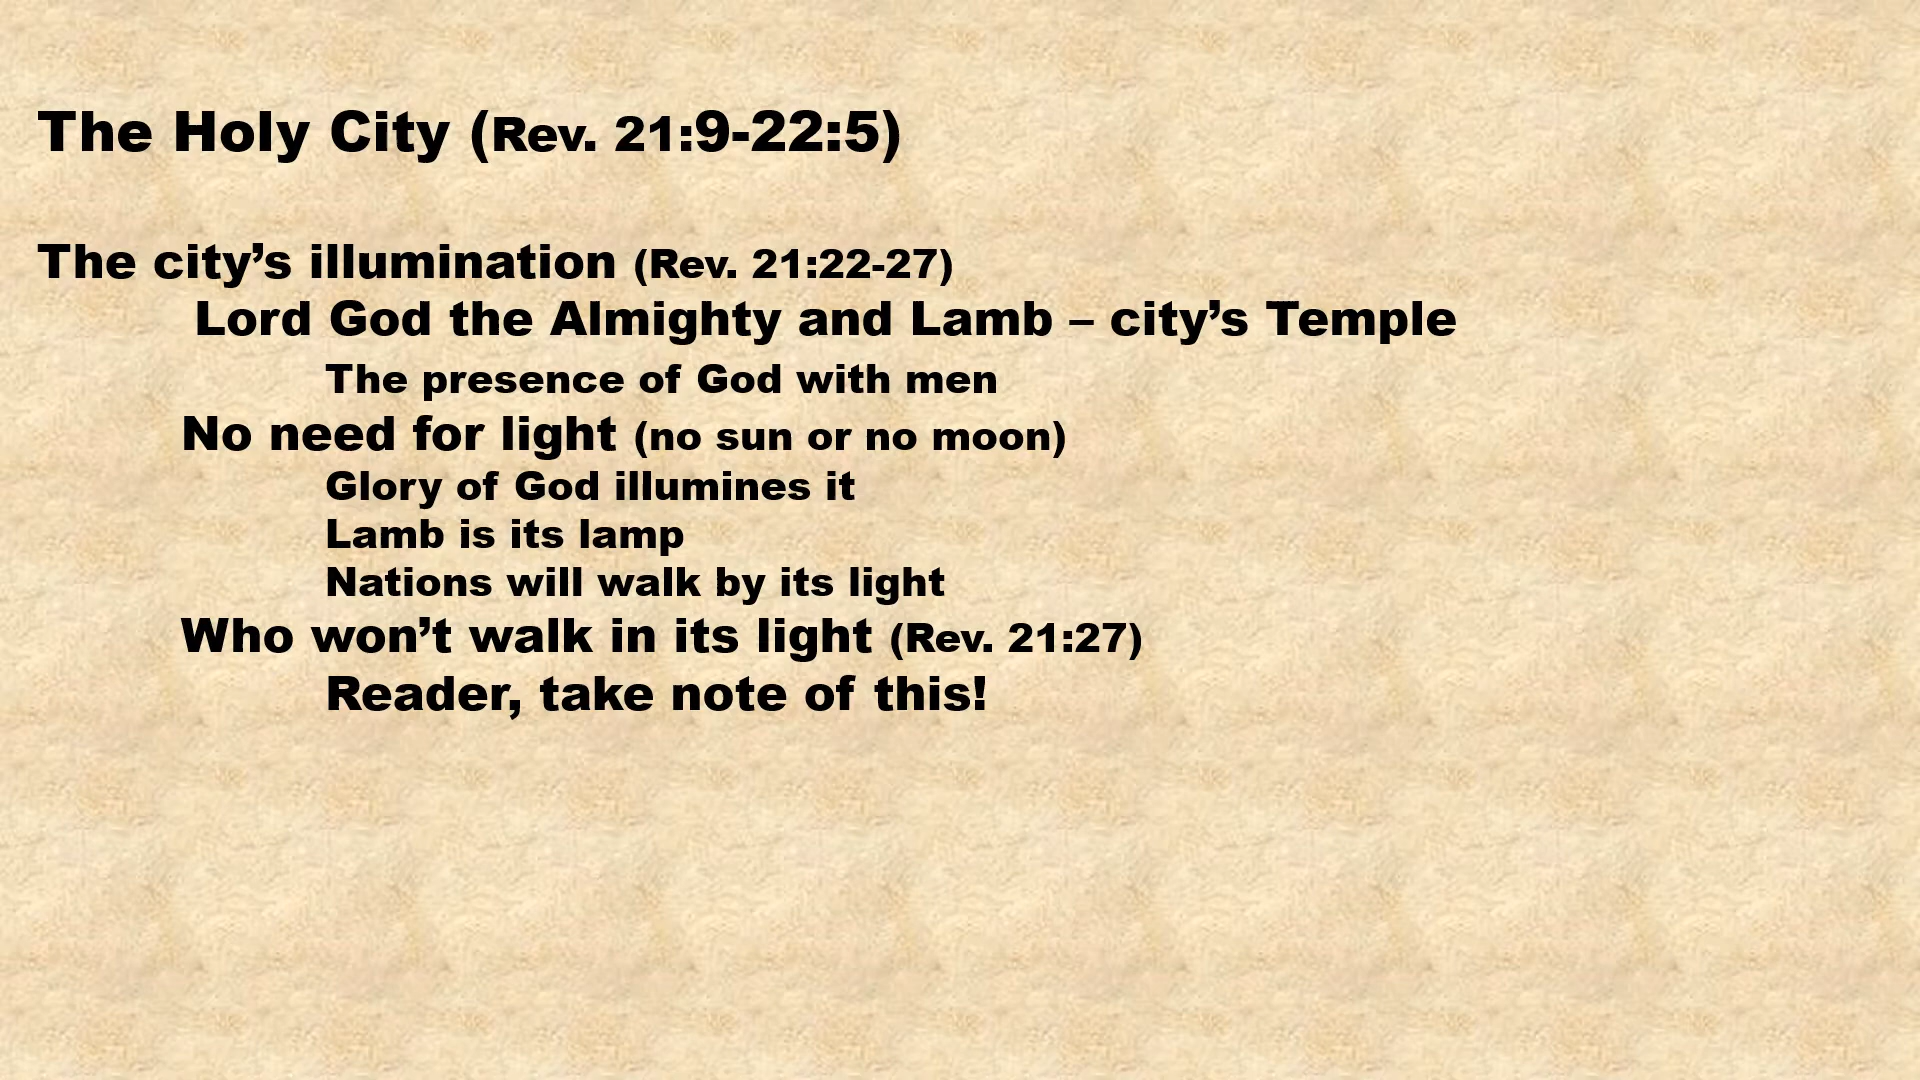 The Holy City (Rev. 21:9-22:5)
The city’s illumination (Rev. 21:22-27)
Lord God the Almighty and Lamb – city’s Temple
The presence of God with men
No need for light (no sun or no moon)
Glory of God illumines it
Lamb is its lamp
Nations will walk by its light
Who won’t walk in its light (Rev. 21:27)
Reader, take note of this!